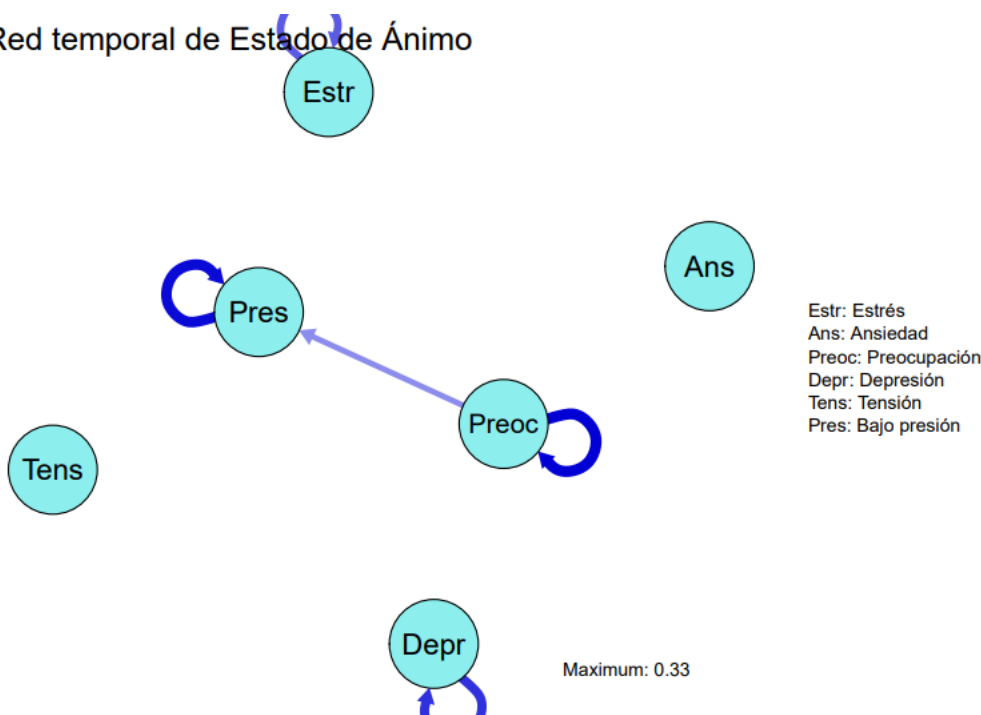 Red temporal de Estado de Ánimo
Estr
Ans
Pres
Estr: Estrés
Ans: Ansiedad
Preoc: Preocupación
Depr: Depresión
Tens: Tensión
Pres: Bajo presión
Preoc
Tens
Depr
Maximum: 0.33